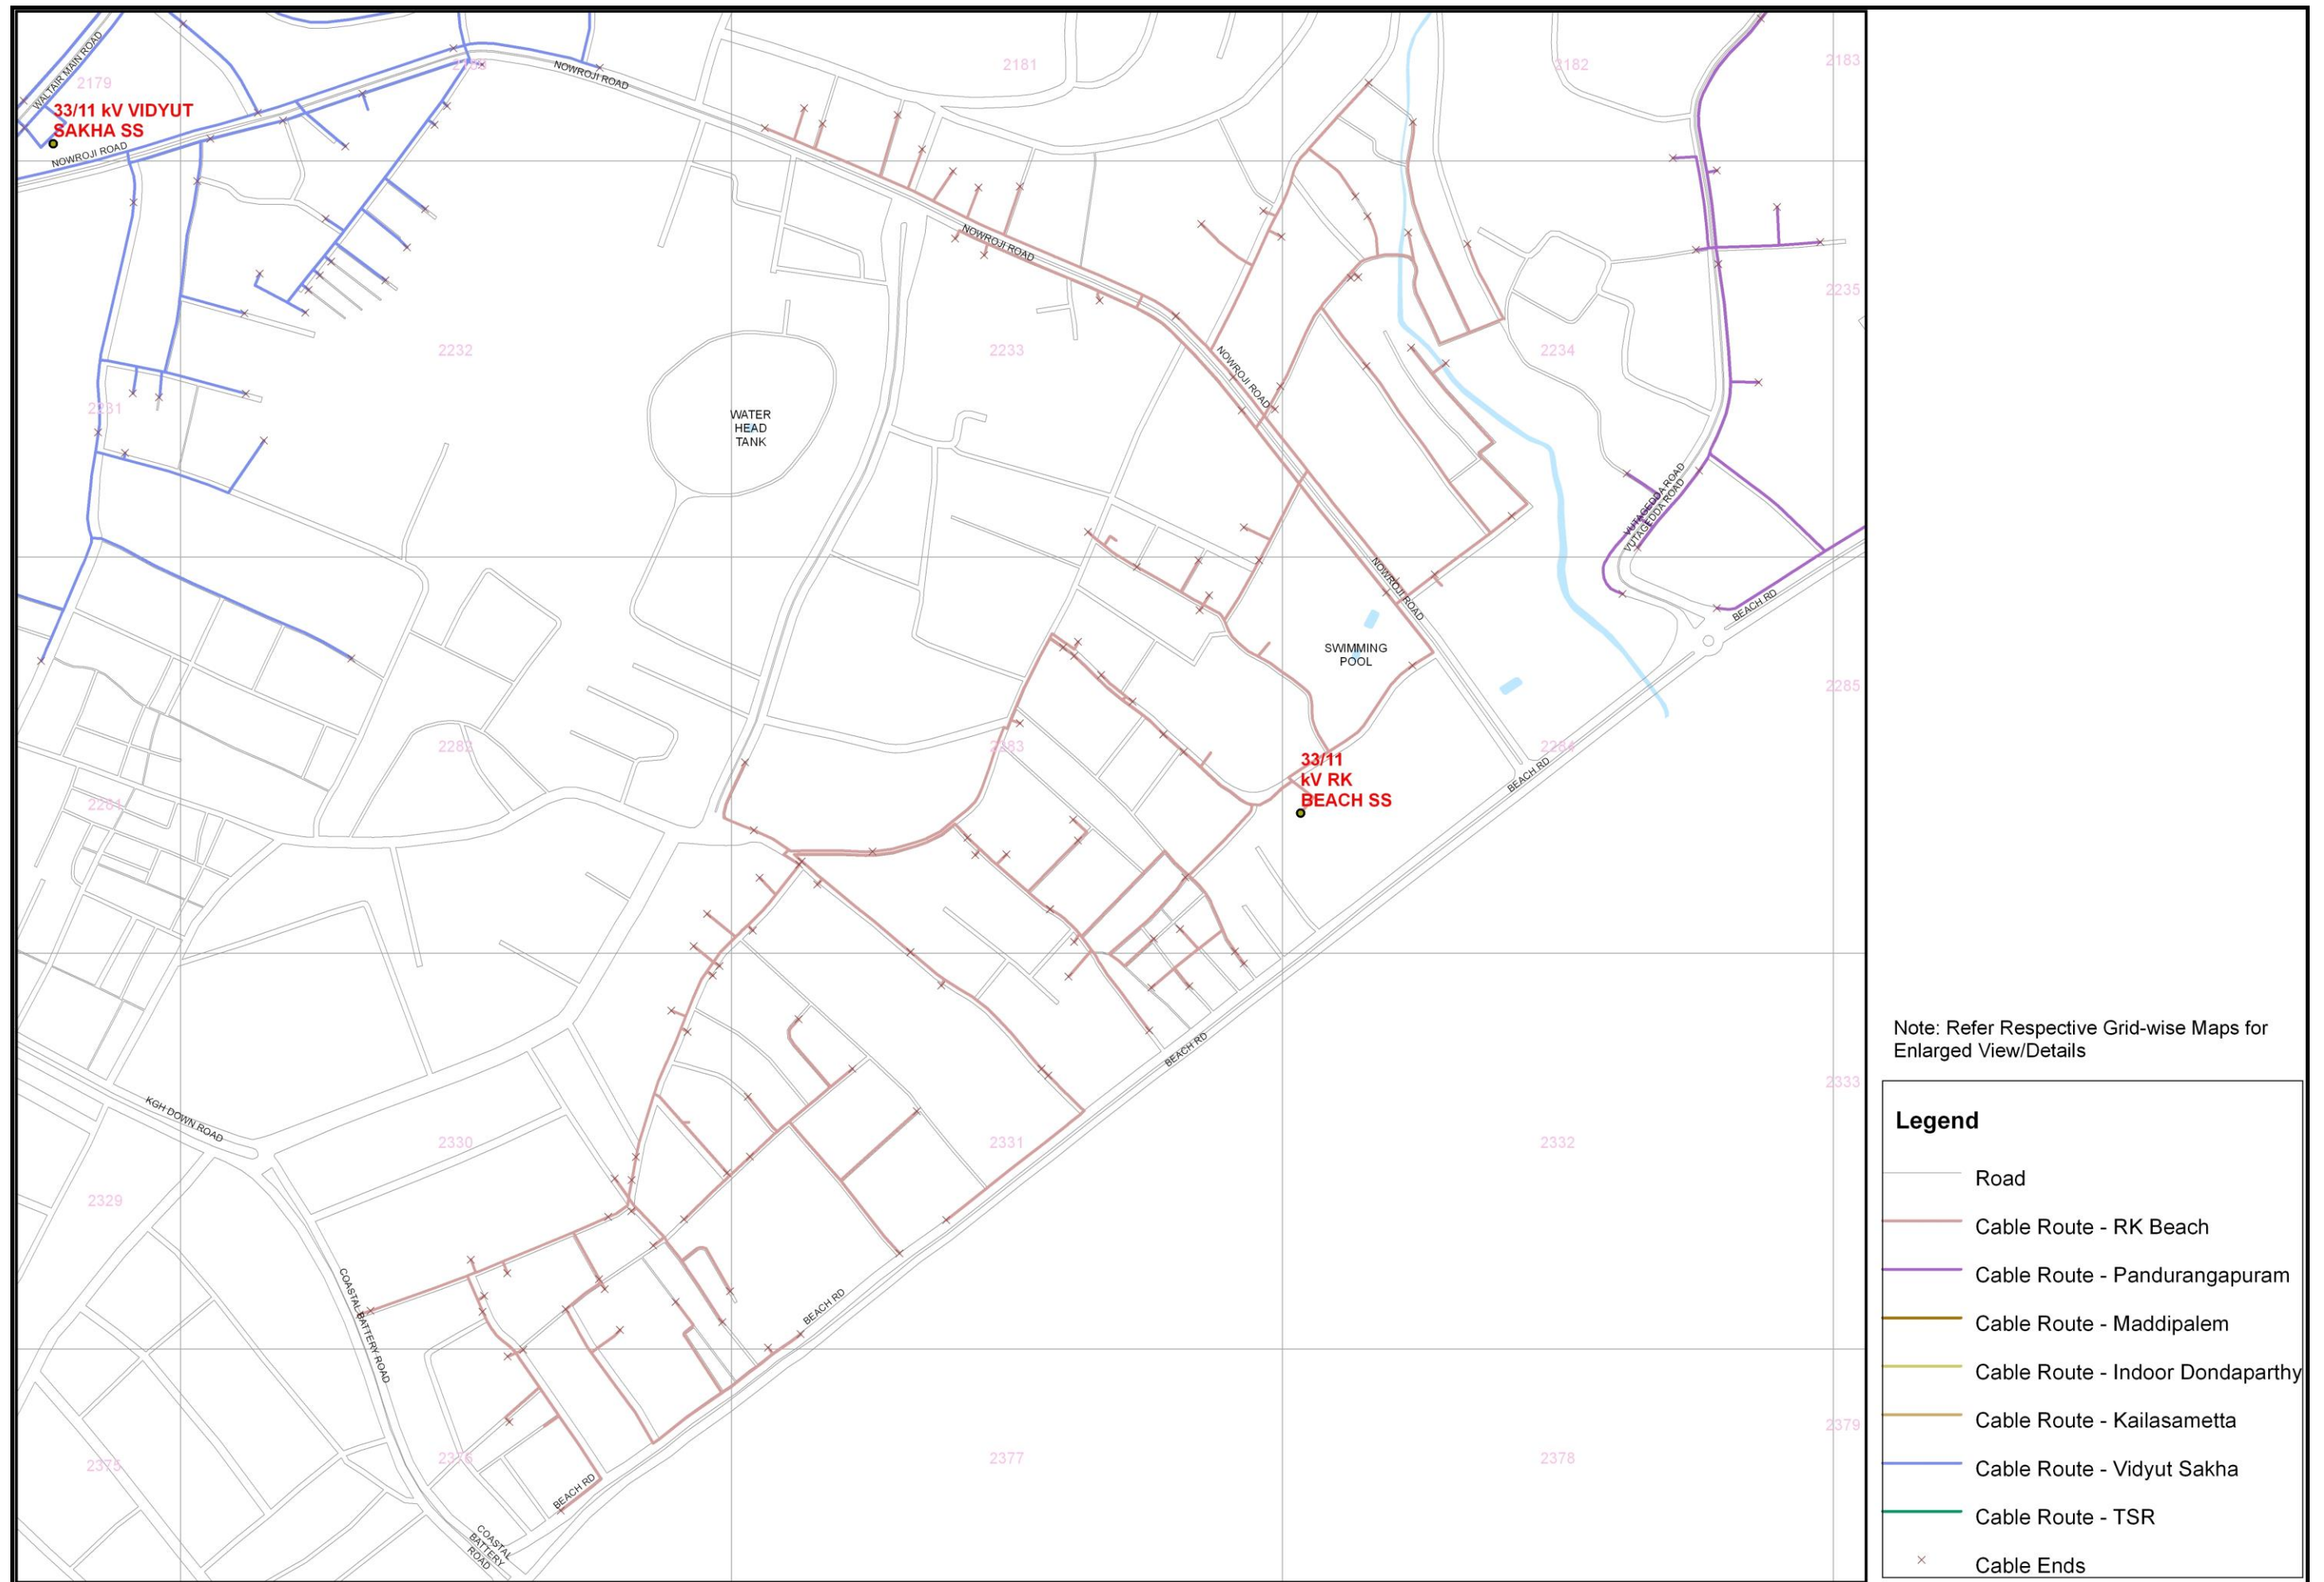 WALTAIR MAIN ROAD
2179
2180
NOWROJI ROAD
2181
2182
2183
33/11 kV VIDYUT
SAKHA SS
NOWROJI ROAD
NOWROJI ROAD
2235
2232
2233
NOWROJI ROAD
2234
2231
WATER
HEAD
TANK
VUTAGEDDA ROAD
VUTAGEDDA ROAD
NOWROJI ROAD
BEACH RD
SWIMMING
POOL
2285
2282
2283
2284
33/11
kV RK
BEACH SS
BEACH RD
2281
BEACH RD
2333
KGH DOWN ROAD
2330
2331
2332
2329
COASTAL BATTERY ROAD
BEACH RD
2379
2375
2376
2377
2378
BEACH RD
COASTAL
BATTERY
ROAD
Note: Refer Respective Grid-wise Maps for
Enlarged View/Details
Legend
Road
Cable Route - RK Beach
Cable Route - Pandurangapuram
Cable Route - Maddipalem
Cable Route - Indoor Dondaparthy
Cable Route - Kailasametta
Cable Route - Vidyut Sakha
Cable Route - TSR
Cable Ends